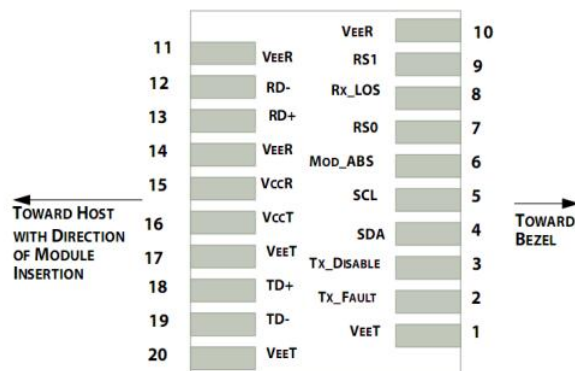 11 VEER
12 RD-
13 RD+
14 VEER
15 VCCR
16 VCCT
17 VEET
18 TD+
19 TD-
20 VEET
VEER 10
RS1 9
RX_LOS 8
RS0 7
MOD_ABS 6
SCL 5
SDA 4
TX_DISABLE 3
TX_FAULT 2
VEET 1
TOWARD HOST
WITH DIRECTION
OF MODULE
INSERTION
TOWARD
BEZEL